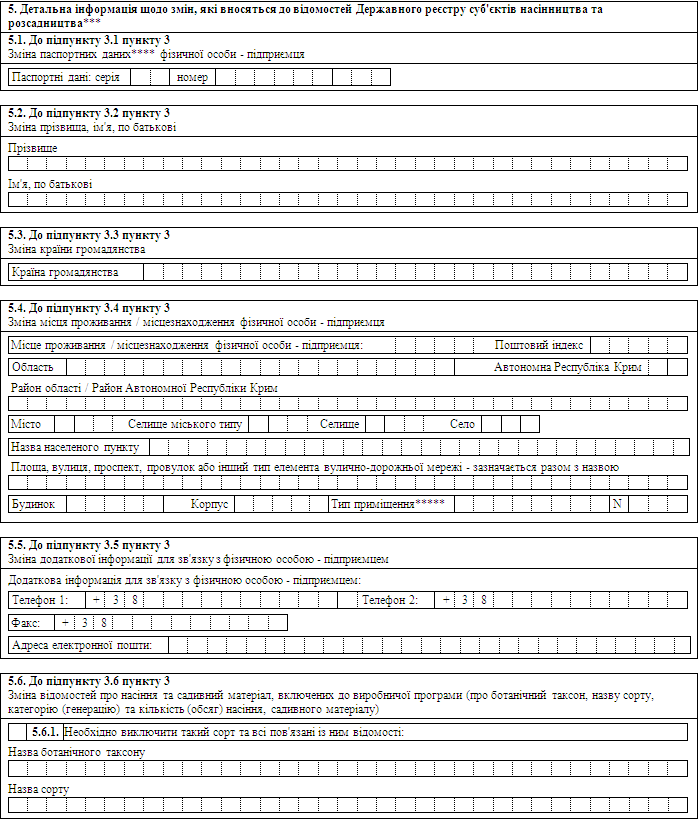 5. Детальна інформація щодо змін, які вносяться до відомостей Державного реєстру суб'єктів насінництва та
розсадництва***
5.1. До підпункту 3.1 пункту 3
Зміна паспортних даних**** фізичної особи - підприємця
Паспортні дані: серія номер
5.2. До підпункту 3.2 пункту 3
Зміна прізвища, ім'я, по батькові
Прізвище
Ім'я, по батькові
5.3. До підпункту 3.3 пункту 3
Зміна країни громадянства
Країна громадянства
5.4. До підпункту 3.4 пункту 3
Зміна місця проживання / місцезнаходження фізичної особи - підприємця
Місце проживання / місцезнаходження фізичної особи - підприємця: Поштовий індекс
Область Автономна Республіка Крим
Район області / Район Автономної Республіки Крим
Місто Селище міського типу Селище Село
Назва населеного пункту
Площа, вулиця, проспект, провулок або інший тип елемента вулично-дорожньої мережі - зазначається разом з назвою
Будинок Корпус Тип приміщення***** N
5.5. До підпункту 3.5 пункту 3
Зміна додаткової інформації для зв'язку з фізичною особою - підприємцем
Додаткова інформація для зв'язку з фізичною особою - підприємцем:
Телефон 1: + 3 8 Телефон 2: + 3 8
Факс: + 3 8
Адреса електронної пошти:
5.6. До підпункту 3.6 пункту 3
Зміна відомостей про насіння та садивний матеріал, включених до виробничої програми (про ботанічний таксон, назву сорту,
категорію (генерацію) та кількість (обсяг) насіння, садивного матеріалу)
5.6.1. Необхідно виключити такий сорт та всі пов'язані із ним відомості:
Назва ботанічного таксону
Назва сорту